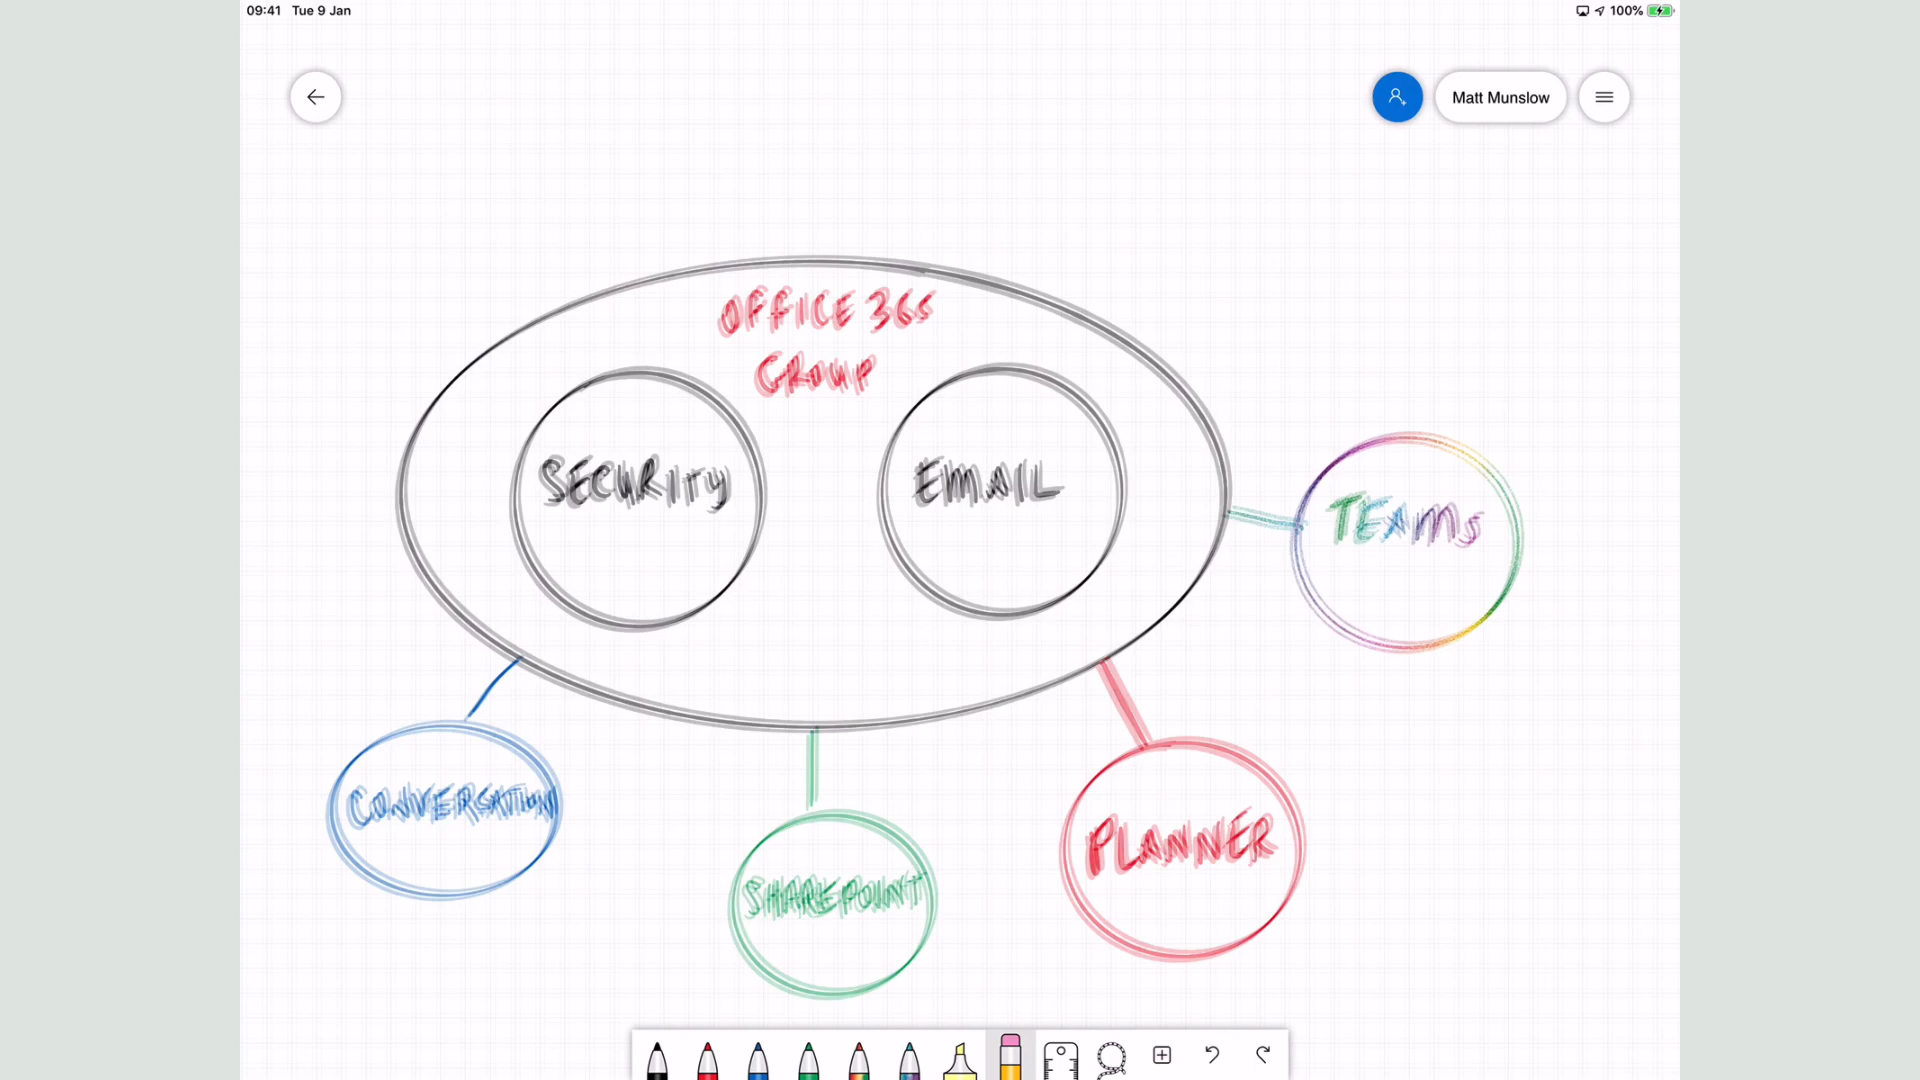 09:41 Tue 9 Jan
100%
Matt Munslow
OFFICE 365
GROUP
SECURITY
EMAIL
TEAMS
CONVERSATION
SHAREPOINT
PLANNER